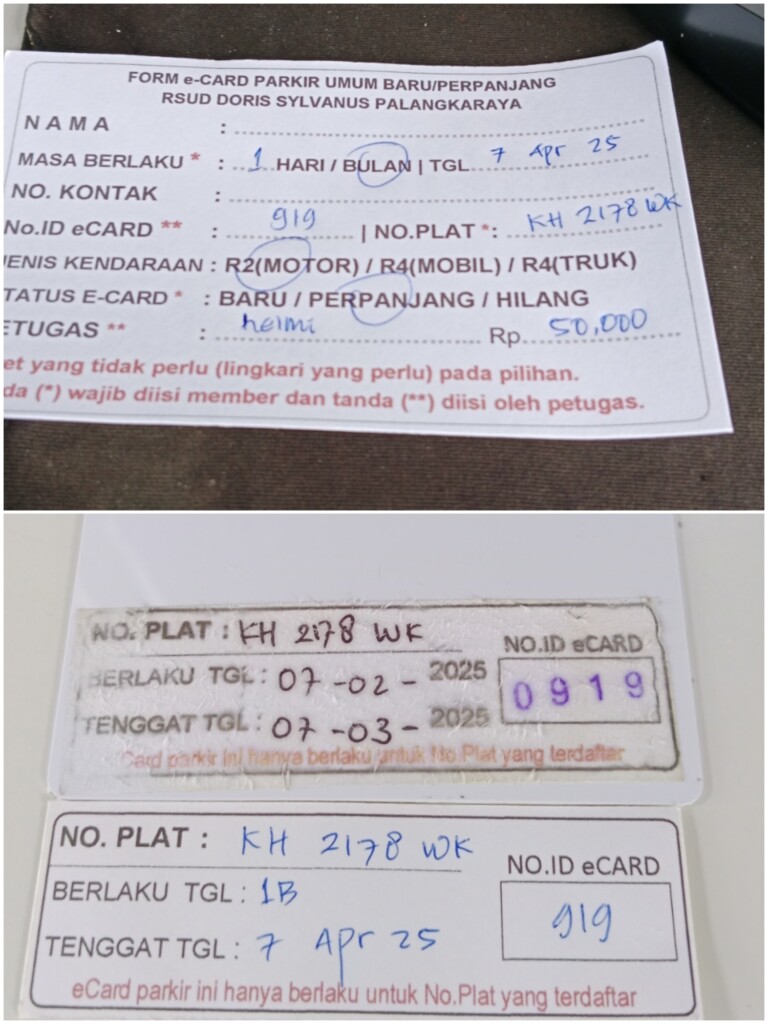 FORM e-CARD PARKIR UMUM BARU/PERPANJANG
RSUD DORIS SYLVANUS PALANGKARAYA
NAMA :
MASA BERLAKU * : 1 HARI / BULAN | TGL 7 Apr 25
NO. KONTAK :
No.ID eCARD ** : 919 | NO.PLAT *: KH 2178 WK
JENIS KENDARAAN : R2(MOTOR) / R4(MOBIL) / R4(TRUK)
TATUS E-CARD * : BARU / PERPANJANG / HILANG
ETUGAS ** : helmi Rp. 50,000
et yang tidak perlu (lingkari yang perlu) pada pilihan.
da (*) wajib diisi member dan tanda (**) diisi oleh petugas.
NO. PLAT : KH 2178 WK
NO.ID eCARD
BERLAKU TGL : 07 -02 - 2025
0919
TENGGAT TGL : 07 -03 - 2025
Card parkir ini hanya berlaku untuk No.Plat yang terdaftar
NO. PLAT : KH 2178 WK
NO.ID eCARD
BERLAKU TGL : 1B
919
TENGGAT TGL : 7 Apr 25
eCard parkir ini hanya berlaku untuk No.Plat yang terdaftar